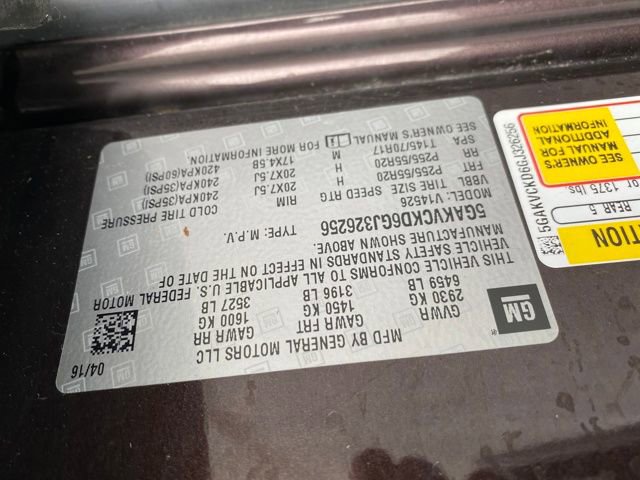 MFD BY GENERAL MOTORS LLC 04/16
GM
GVWR GAWR FRT GAWR RR
2930 KG 1450 KG 1600 KG
6459 LB 3196 LB 3527 LB
THIS VEHICLE CONFORMS TO ALL APPLICABLE U.S. FEDERAL MOTOR
VEHICLE SAFETY STANDARDS IN EFFECT ON THE DATE OF
MANUFACTURE SHOWN ABOVE.
5GAKVCKD6GJ326256 TYPE: M.P.V.
V14526
VBBL TIRE SIZE SPEED RTG RIM COLD TIRE PRESSURE
FRT P255/55R20 H 20X7.5J 240KPA(35PSI)
RR P255/55R20 H 20X7.5J 240KPA(35PSI)
SPA T145/70R17 M 17X4.5B 420KPA(60PSI)
SEE OWNER'S MANUAL FOR MORE INFORMATION
REAR 5
or 1375 lbs.
SEE OWNER'S
MANUAL FOR
ADDITIONAL
INFORMATION
5GAKVCKD6GJ326256